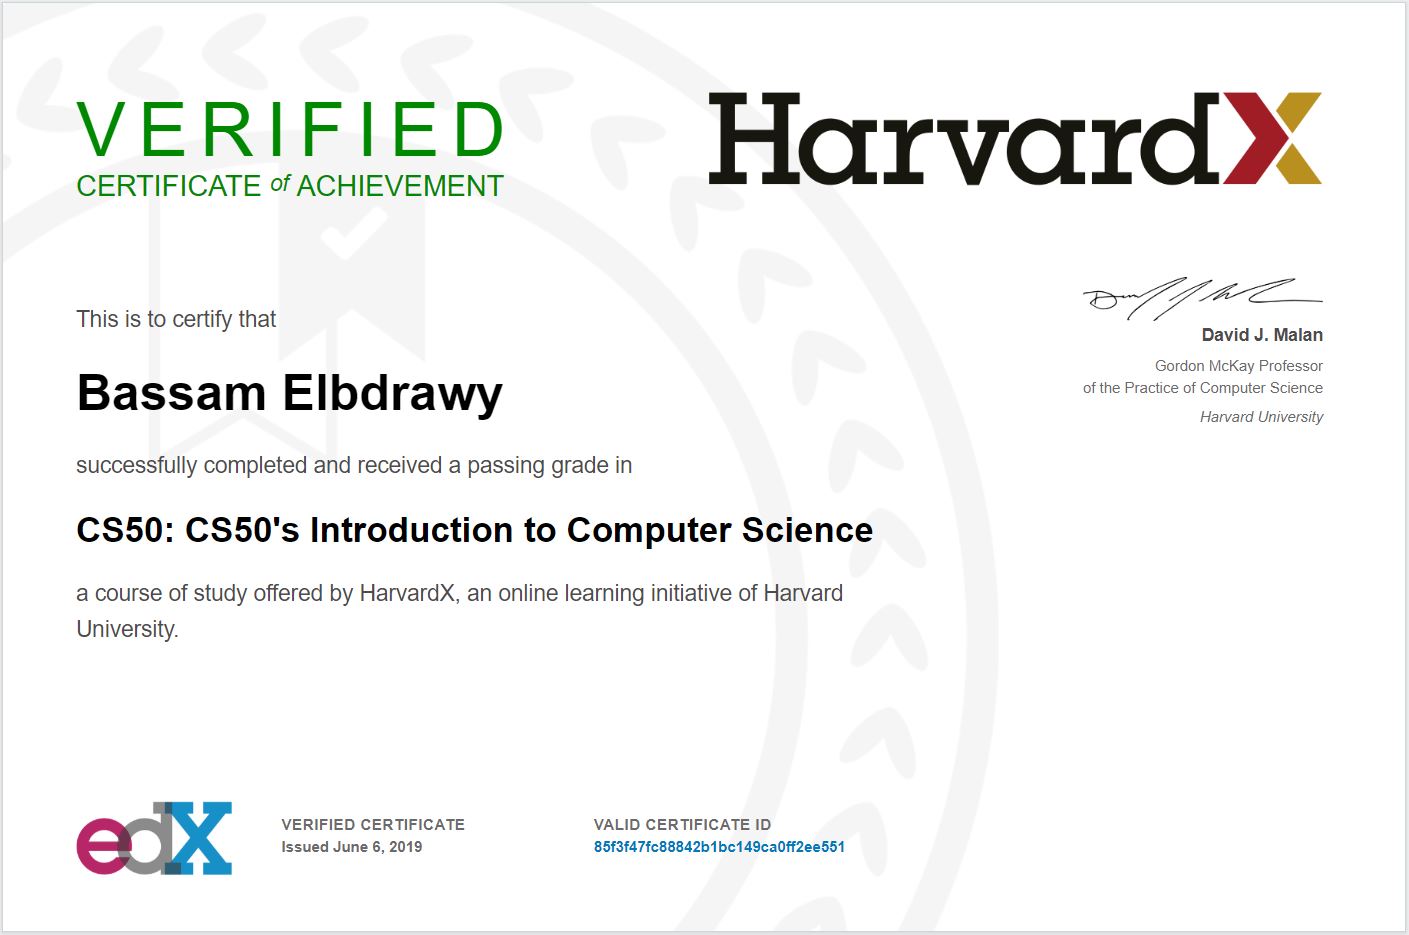 VERIFIED
CERTIFICATE of ACHIEVEMENT
HarvardX
This is to certify that
Bassam Elbdrawy
successfully completed and received a passing grade in
CS50: CS50's Introduction to Computer Science
a course of study offered by HarvardX, an online learning initiative of Harvard
University.
David J. Malan
Gordon McKay Professor
of the Practice of Computer Science
Harvard University
edX
VERIFIED CERTIFICATE
Issued June 6, 2019
VALID CERTIFICATE ID
85f3f47fc88842b1bc149ca0ff2ee551